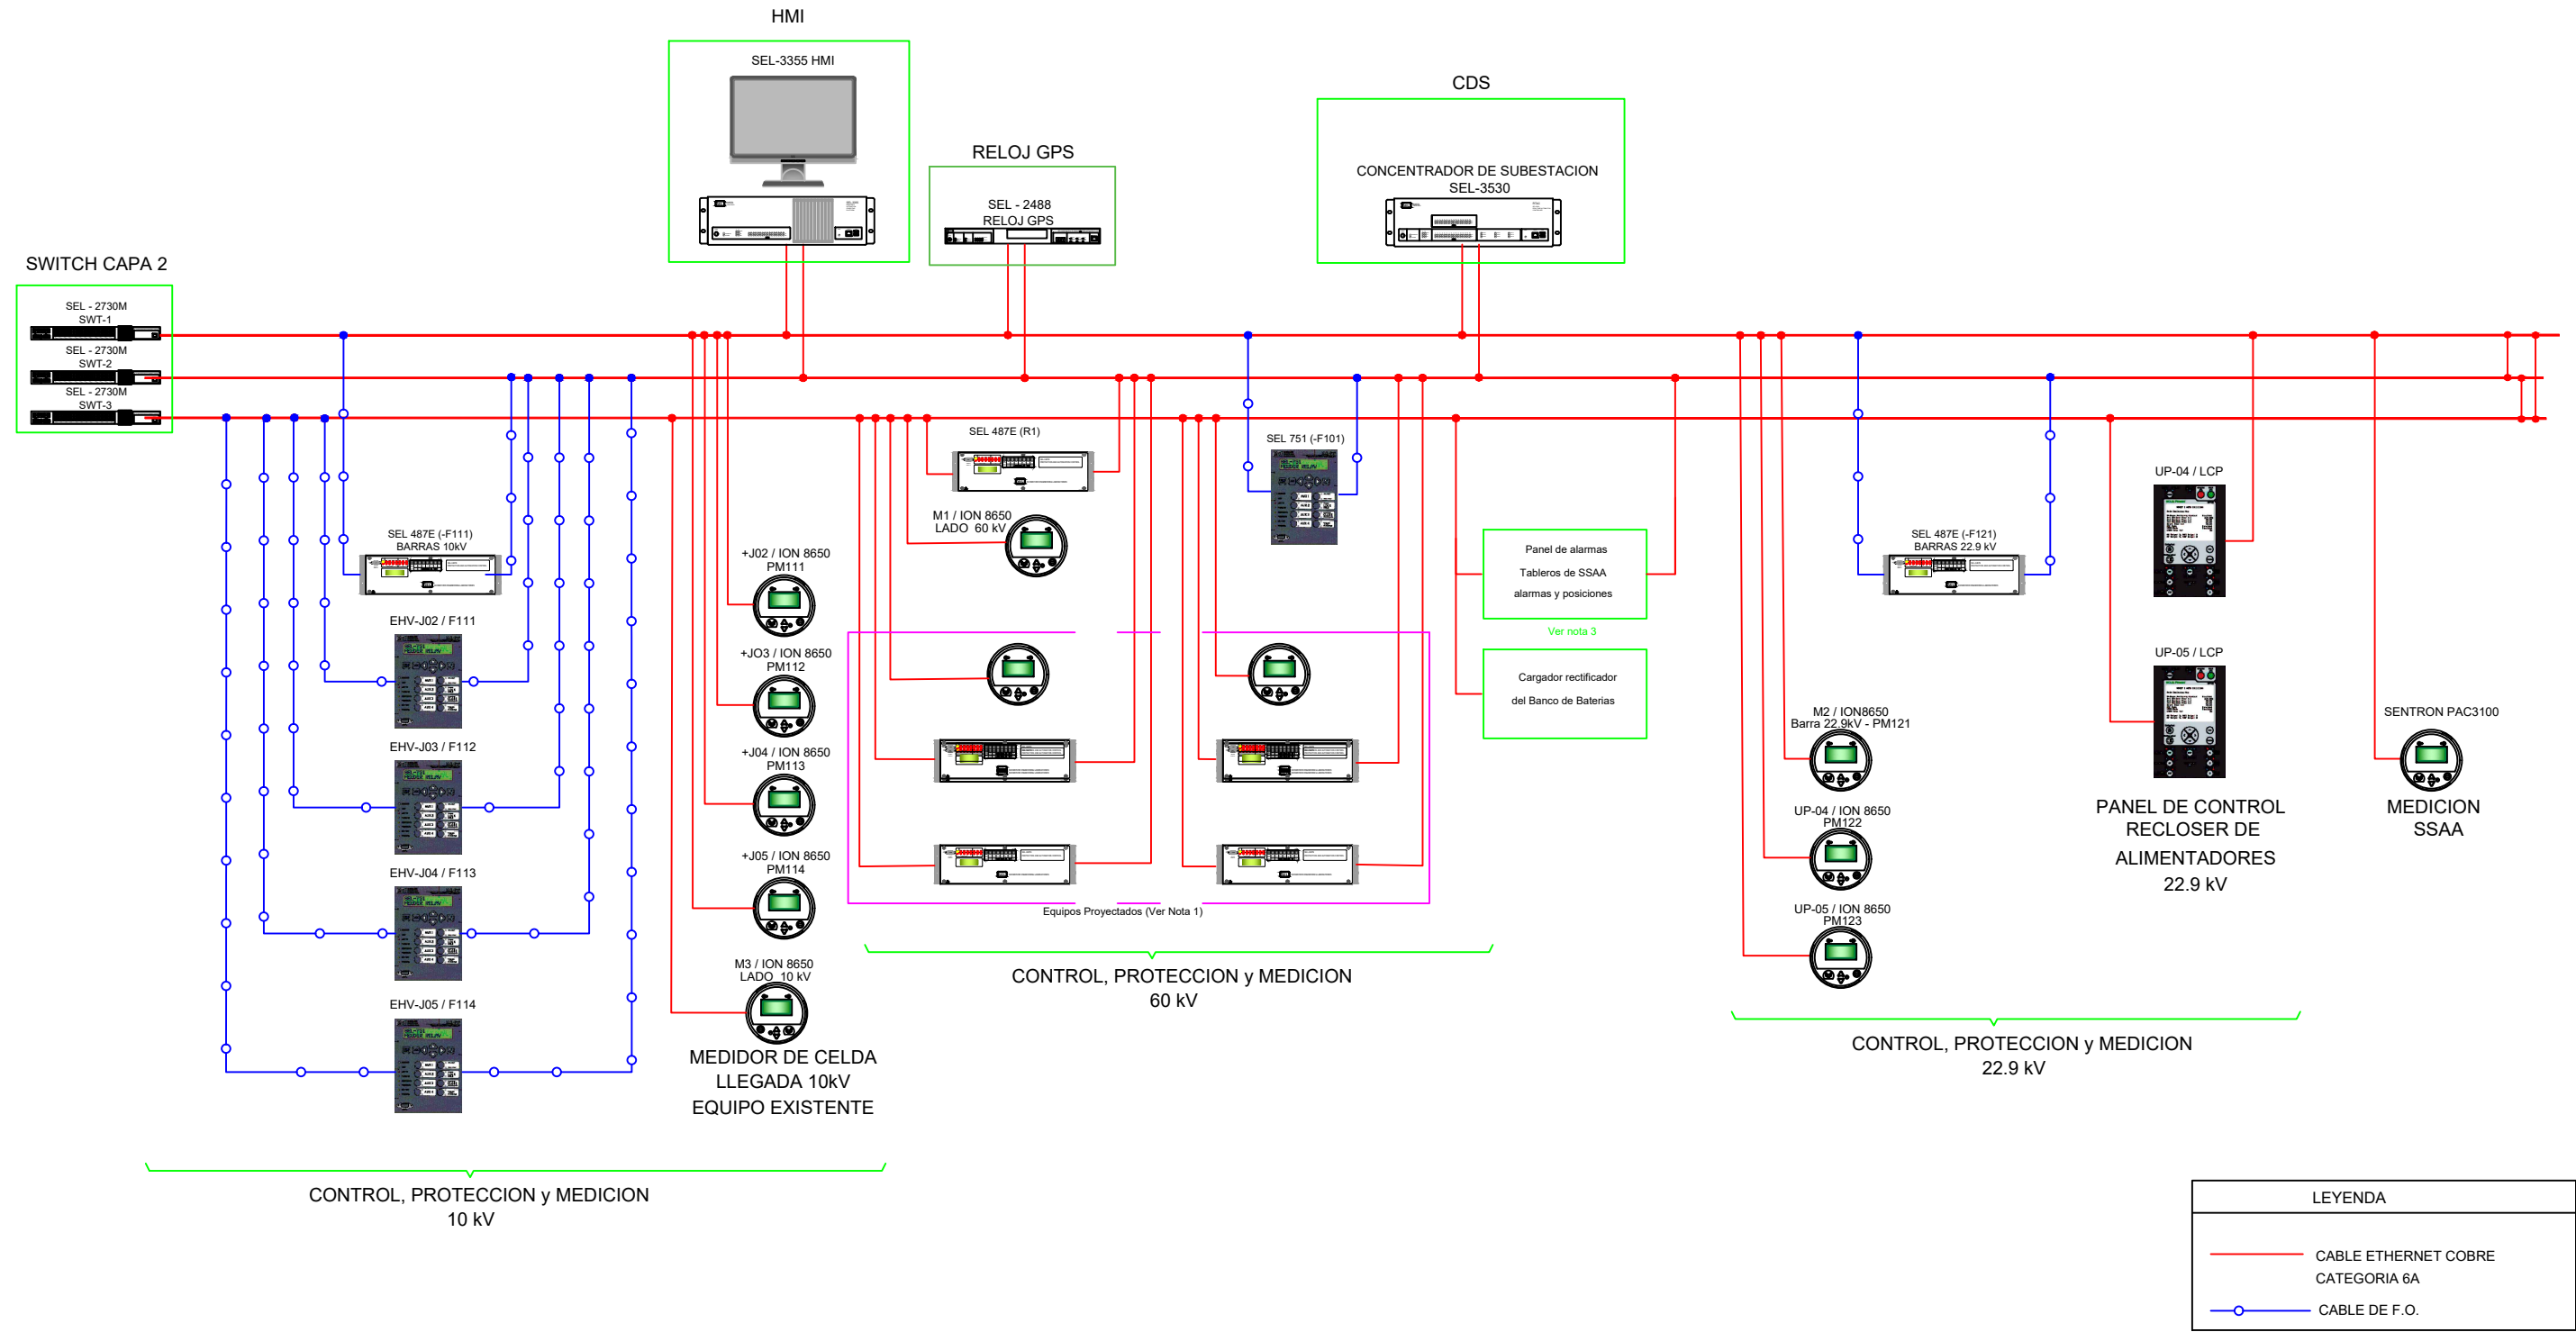 HMI
SEL-3355 HMI
CDS
CONCENTRADOR DE SUBESTACION
SEL-3530
RELOJ GPS
SEL - 2488
RELOJ GPS
SWITCH CAPA 2
SEL - 2730M
SWT-1
SEL - 2730M
SWT-2
SEL - 2730M
SWT-3
SEL 487E (-F111)
BARRAS 10kV
EHV-J02 / F111
EHV-J03 / F112
EHV-J04 / F113
EHV-J05 / F114
+J02 / ION 8650
PM111
+JO3 / ION 8650
PM112
+J04 / ION 8650
PM113
+J05 / ION 8650
PM114
M3 / ION 8650
LADO 10 kV
MEDIDOR DE CELDA
LLEGADA 10kV
EQUIPO EXISTENTE
CONTROL, PROTECCION y MEDICION
10 kV
SEL 487E (R1)
M1 / ION 8650
LADO 60 kV
SEL 751 (-F101)
Equipos Proyectados (Ver Nota 1)
CONTROL, PROTECCION y MEDICION
60 kV
Panel de alarmas
Tableros de SSAA
alarmas y posiciones
Ver nota 3
Cargador rectificador
del Banco de Baterias
SEL 487E (-F121)
BARRAS 22.9 kV
M2 / ION8650
Barra 22.9kV - PM121
UP-04 / ION 8650
PM122
UP-05 / ION 8650
PM123
CONTROL, PROTECCION y MEDICION
22.9 kV
UP-04 / LCP
UP-05 / LCP
PANEL DE CONTROL
RECLOSER DE
ALIMENTADORES
22.9 kV
SENTRON PAC3100
MEDICION
SSAA
LEYENDA
CABLE ETHERNET COBRE
CATEGORIA 6A
CABLE DE F.O.